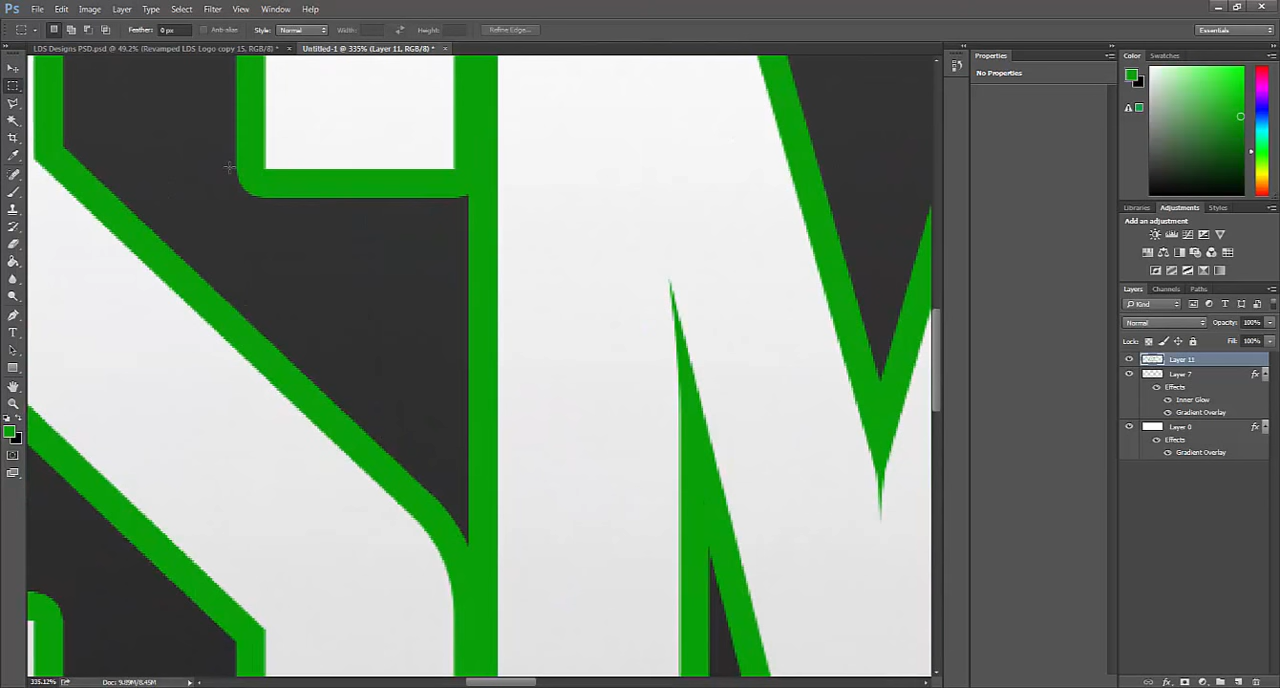 Ps File Edit Image Layer Type Select Filter View Window Help
Feather: 0 px Anti-alias Style: Normal Width: Height: Refine Edge... Essentials
LDS Designs PSD.psd @ 49.2% (Revamped LDS Logo copy 15, RGB/8) * × Untitled-1 @ 335% (Layer 11, RGB/8) * ×
Properties
No Properties
Color Swatches
Libraries Adjustments Styles
Add an adjustment
Layers Channels Paths
Kind
Normal Opacity: 100%
Lock: Fill: 100%
Layer 11
Layer 7 fx
Effects
Inner Glow
Gradient Overlay
Layer 0 fx
Effects
Gradient Overlay
335.12% Doc: 9.89M/8.45M